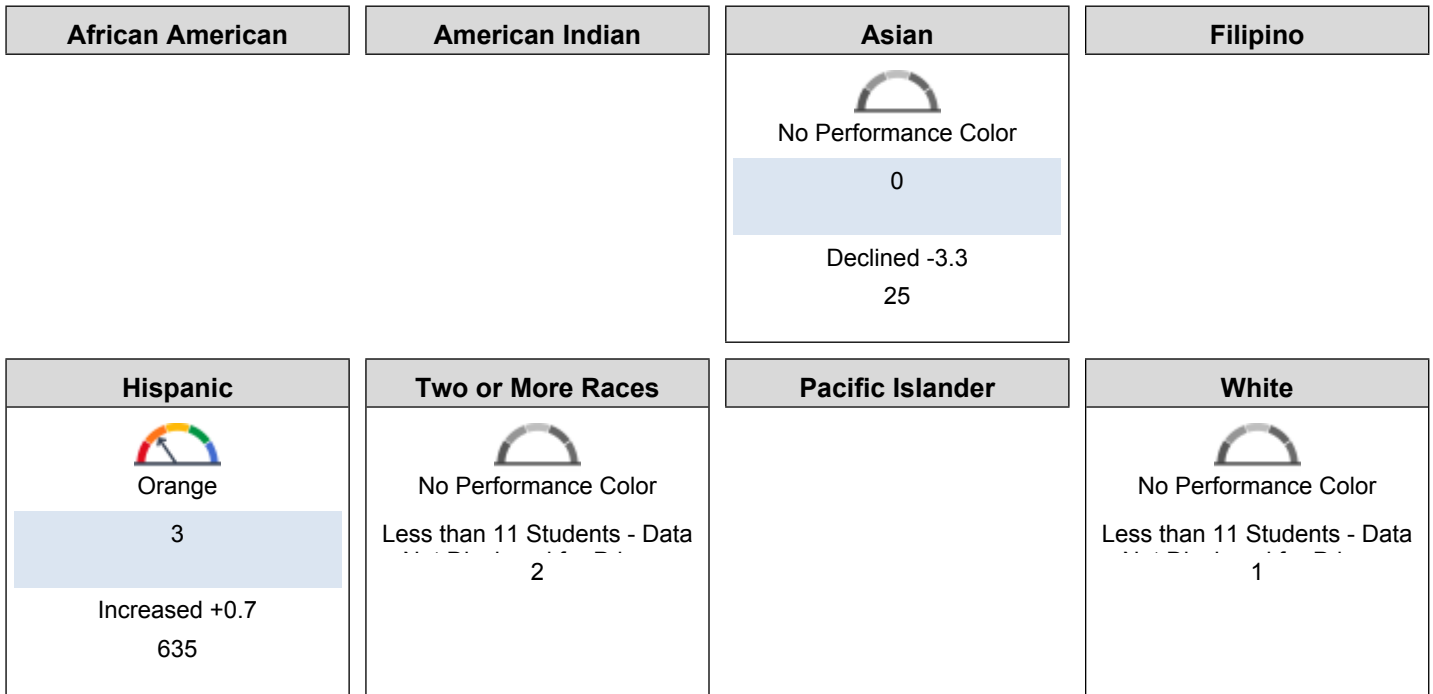 African American
American Indian
Asian
Filipino
No Performance Color
0
Declined -3.3
25
Hispanic
Two or More Races
Pacific Islander
White
Orange
3
Increased +0.7
635
No Performance Color
Less than 11 Students - Data
2
No Performance Color
Less than 11 Students - Data
1